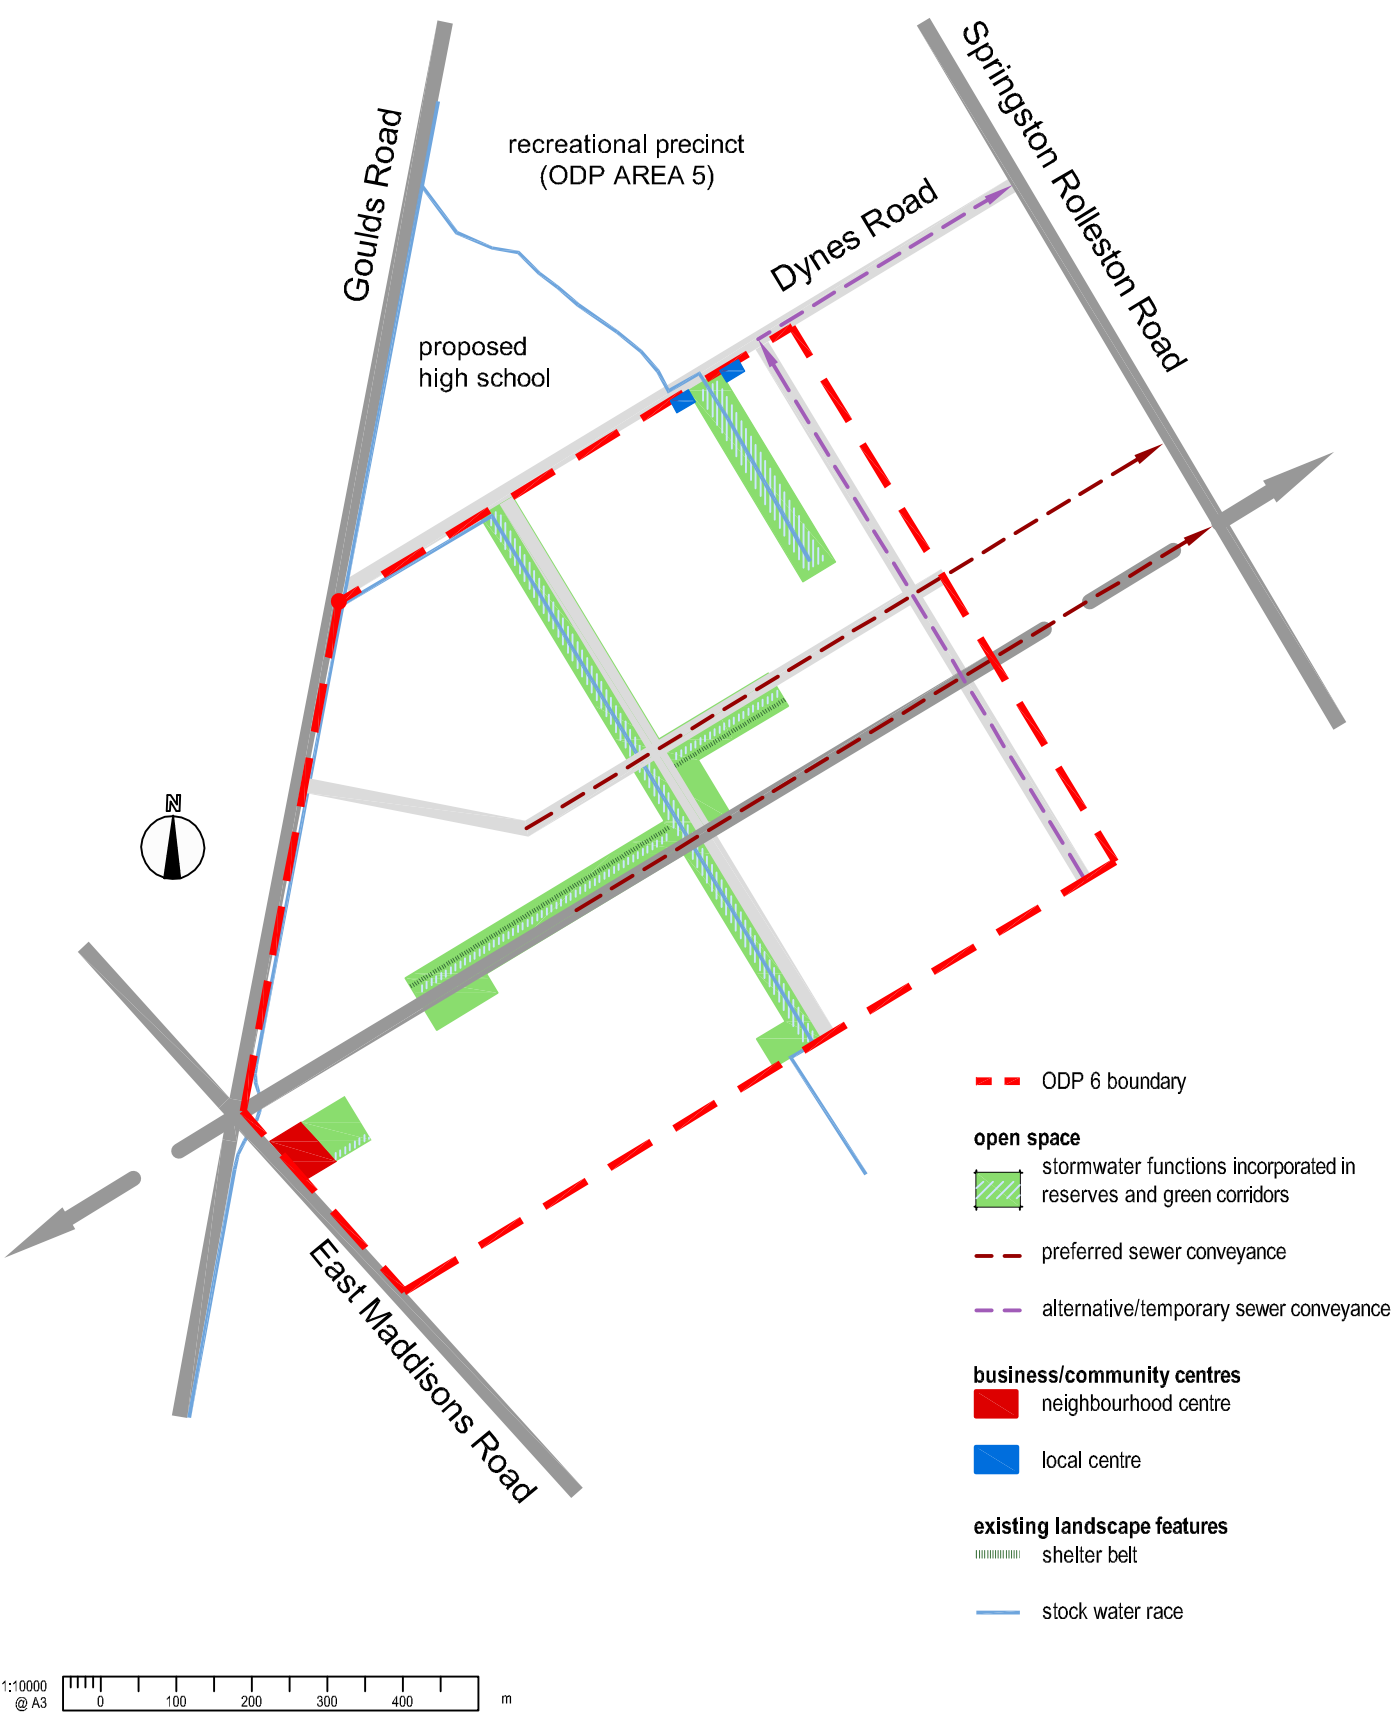 Springston Rolleston Road
Goulds Road
recreational precinct
(ODP AREA 5)
Dynes Road
proposed
high school
N
East Maddisons Road
ODP 6 boundary
open space
stormwater functions incorporated in
reserves and green corridors
preferred sewer conveyance
alternative/temporary sewer conveyance
business/community centres
neighbourhood centre
local centre
existing landscape features
shelter belt
stock water race
1:10000
@ A3
0 100 200 300 400 m